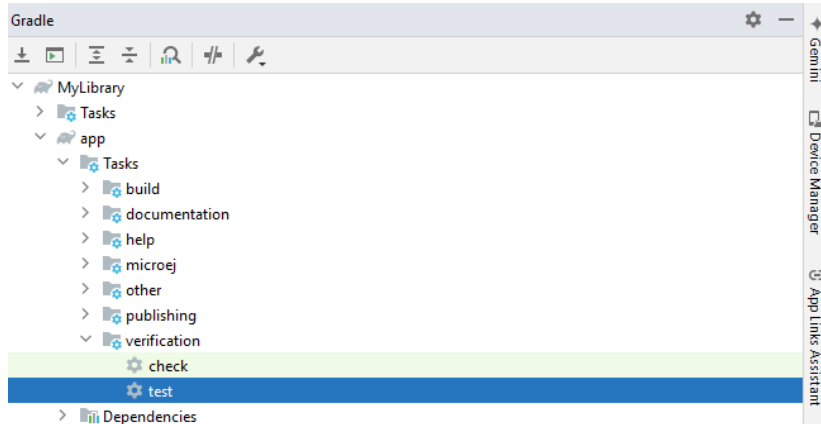 Gradle
MyLibrary
Tasks
app
Tasks
build
documentation
help
microej
other
publishing
verification
check
test
Dependencies
Gemini
Device Manager
App Links Assistant